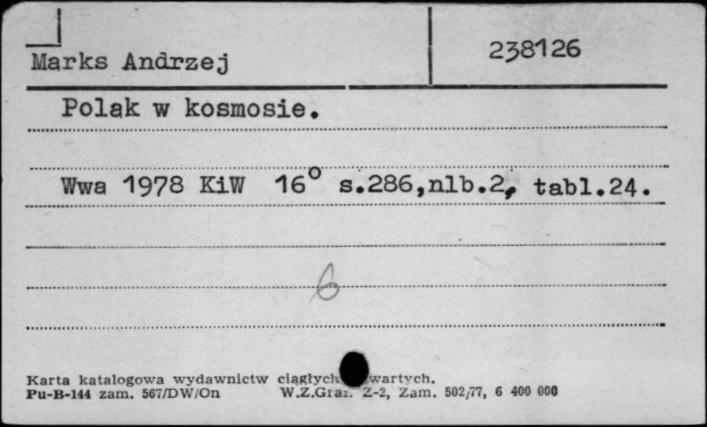 Marks Andrzej 238126
Polak w kosmosie.
Wwa 1978 KiW 16° s.286,nlb.2, tabl.24.
6
Karta katalogowa wydawnictw ciągłych wartych.
Pu-B-144 zam. 567/DW/On W.Z.Graf. Z-2, Zam. 502/77, 6 400 000